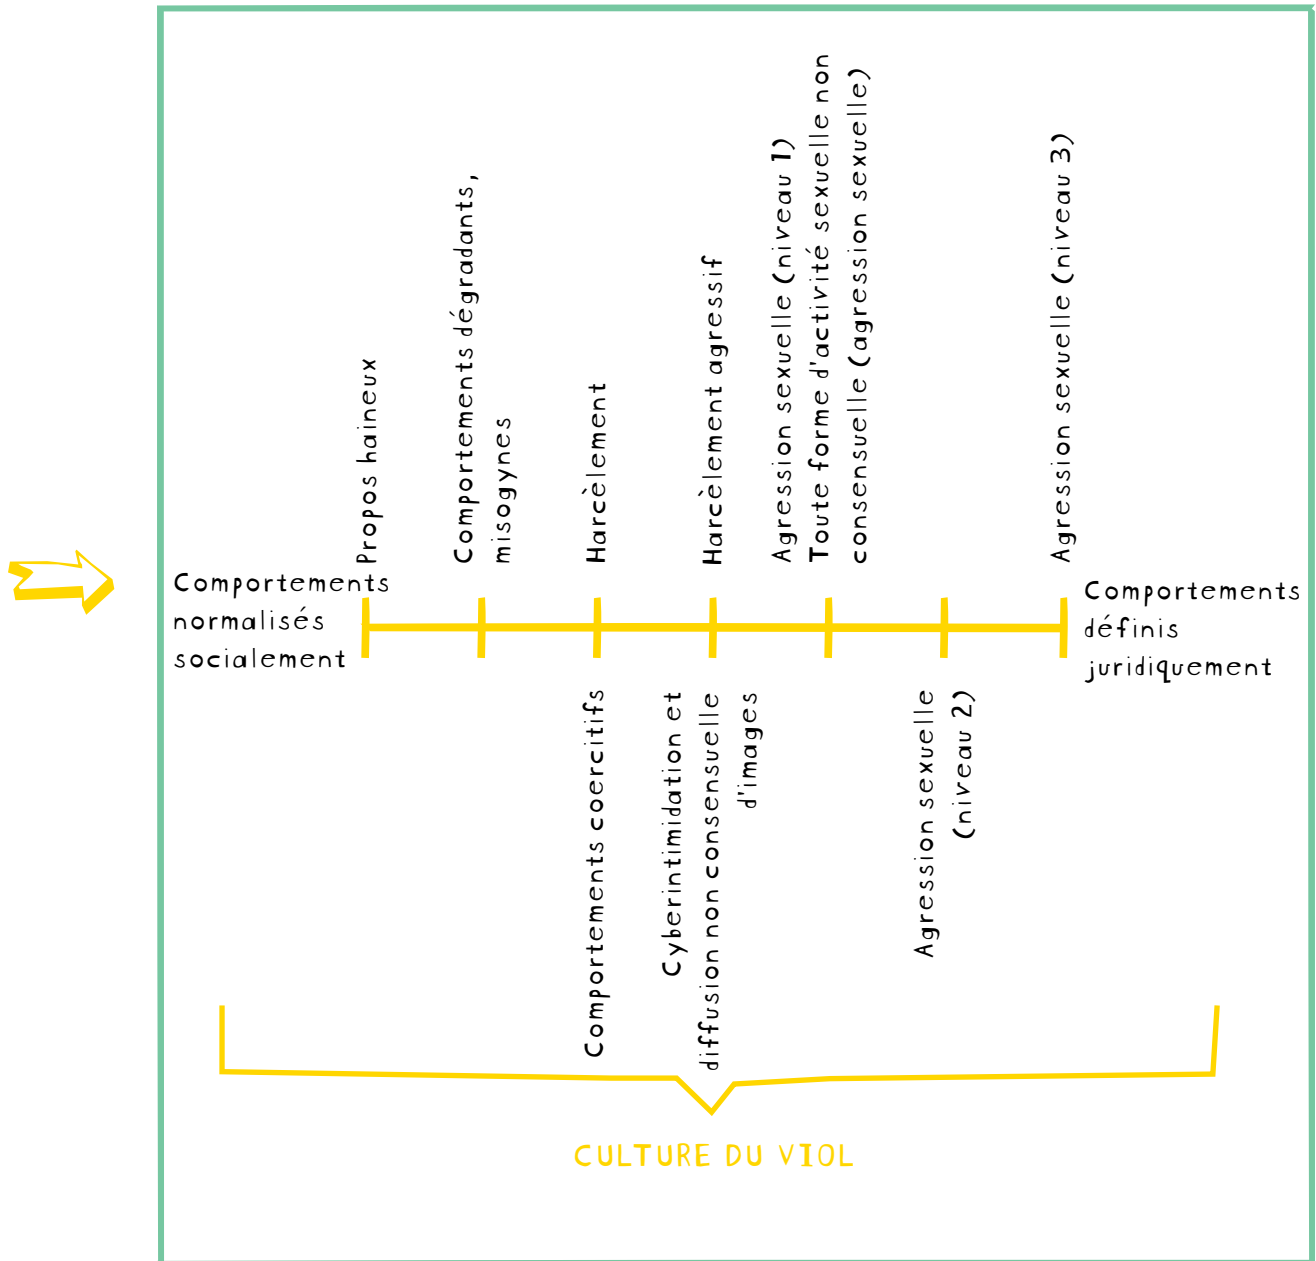 Comportements
normalisés
socialement
Propos haineux
Comportements dégradants,
misogynes
Harcèlement
Harcèlement agressif
Agression sexuelle (niveau 1)
Toute forme d'activité sexuelle non
consensuelle (agression sexuelle)
Agression sexuelle (niveau 3)
Comportements
définis
juridiquement
Comportements coercitifs
Cyberintimidation et
diffusion non consensuelle
d'images
Agression sexuelle
(niveau 2)
CULTURE DU VIOL